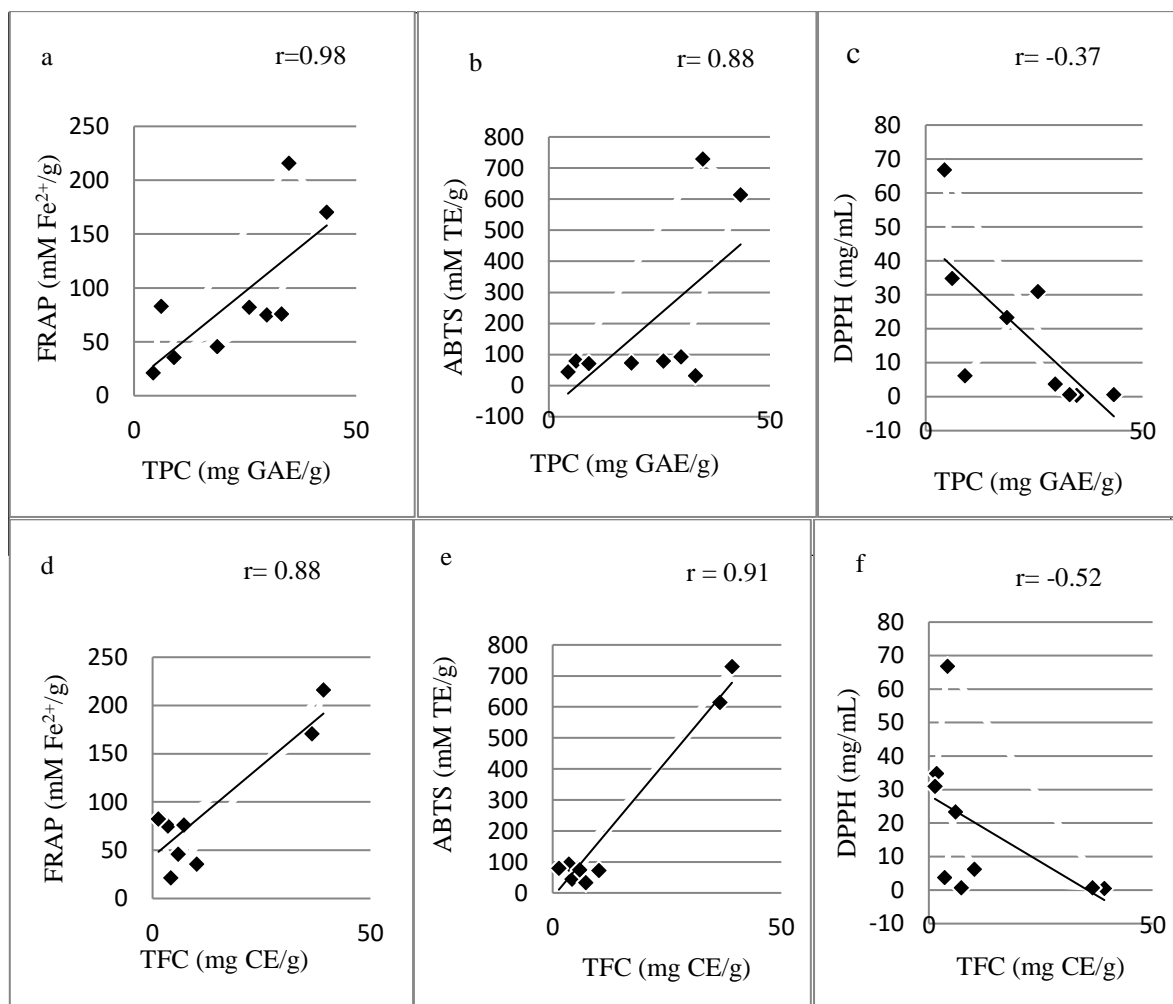 a
r=0.98
FRAP (mM Fe²⁺/g)
250
200
150
100
50
0
0
50
TPC (mg GAE/g)
b
r= 0.88
ABTS (mM TE/g)
800
700
600
500
400
300
200
100
0
-100
0
50
TPC (mg GAE/g)
c
r= -0.37
DPPH (mg/mL)
80
70
60
50
40
30
20
10
0
-10
0
50
TPC (mg GAE/g)
d
r= 0.88
FRAP (mM Fe²⁺/g)
250
200
150
100
50
0
0
50
TFC (mg CE/g)
e
r = 0.91
ABTS (mM TE/g)
800
700
600
500
400
300
200
100
0
0
50
TFC (mg CE/g)
f
r= -0.52
DPPH (mg/mL)
80
70
60
50
40
30
20
10
0
-10
0
50
TFC (mg CE/g)